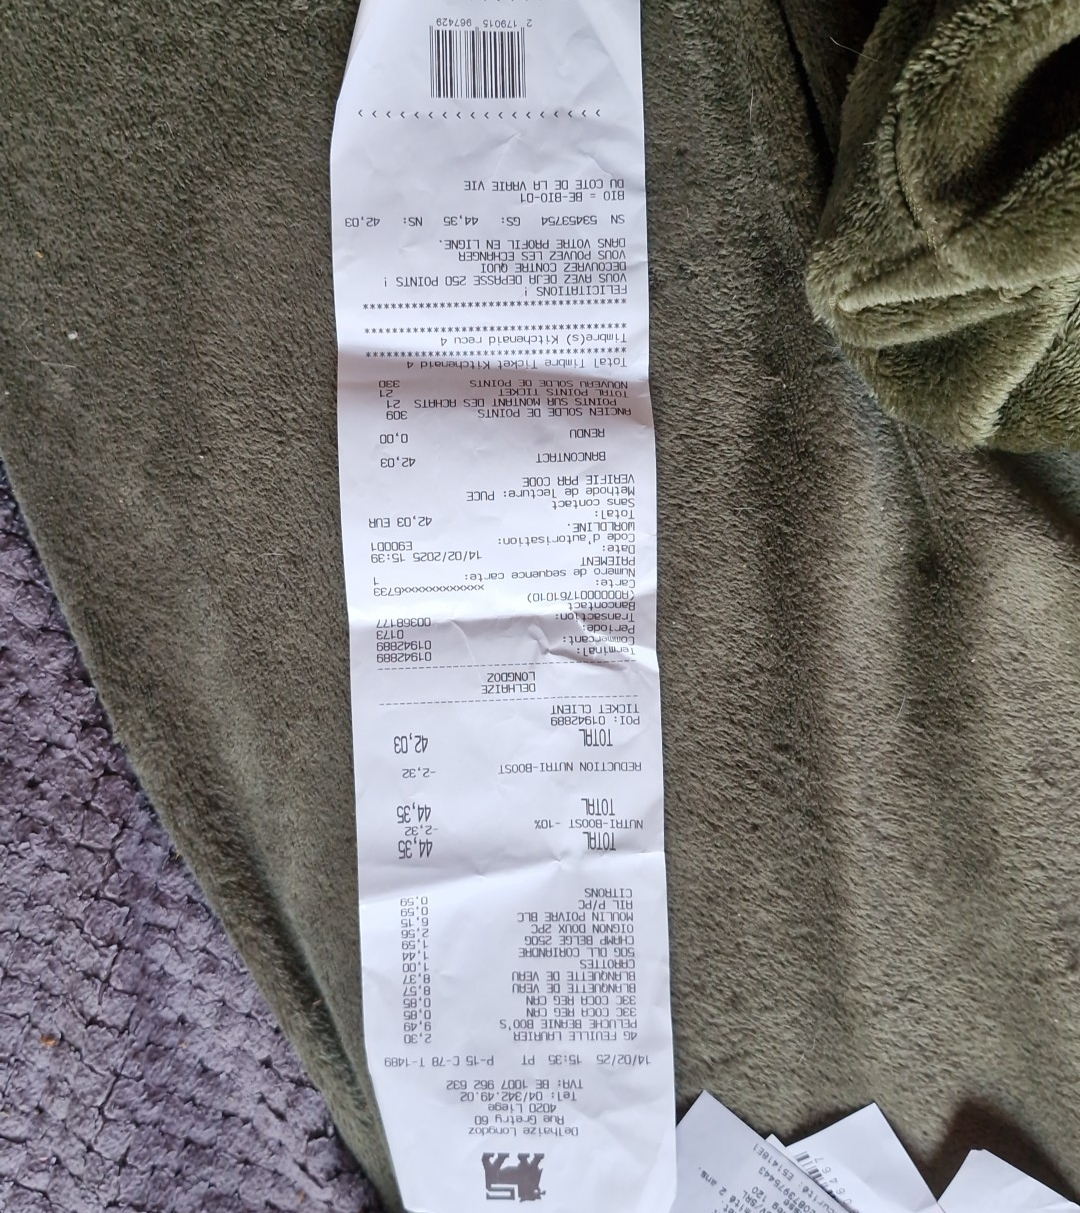 Delhaize Longdoz
Rue Gretry 60
4020 Liege
Tel: 04/342.49.02
TVA: BE 1007 962 632
14/02/25 15:35 PT P-15 C-78 T-1489
4G FEUILLE LAURIER 2,30
PELUCHE BEANIE BOO'S 9,49
33C COCA REG CAN 0,85
33C COCA REG CAN 0,85
BLANQUETTE DE VEAU 8,57
BLANQUETTE DE VEAU 8,37
CAROTTES 1,00
50G DLL CORIANDRE 1,44
CHAMP BELGE 250G 1,59
OIGNON DOUX 2PC 2,56
MOULIN POIVRE BLC 6,15
AIL P/PC 0,59
CITRONS 0,59
TOTAL 44,35
NUTRI-BOOST -10% -2,32
TOTAL 44,35
REDUCTION NUTRI-BOOST -2,32
TOTAL 42,03
POI: 01942889
TICKET CLIENT
--------------------------------
DELHAIZE
LONGDOZ
--------------------------------
Terminal: 01942889
Commercant: 01942889
Periode: 0173
Transaction: 00368177
Bancontact
(A0000001761010)
Carte: xxxxxxxxxxxxx6733
Numero de sequence carte: 1
PAIEMENT
Date: 14/02/2025 15:39
Code d'autorisation: E90001
WORLDLINE.
Total: 42,03 EUR
Sans contact
Methode de lecture: PUCE
VERIFIE PAR CODE
BANCONTACT 42,03
RENDU 0,00
ANCIEN SOLDE DE POINTS 309
POINTS SUR MONTANT DES ACHATS 21
TOTAL POINTS TICKET 21
NOUVEAU SOLDE DE POINTS 330
Total Timbre Ticket Kitchenaid 4
********************************
Timbre(s) Kitchenaid recu 4
********************************
********************************
FELICITATIONS !
VOUS AVEZ DEJA DEPASSE 250 POINTS !
DECOUVREZ CONTRE QUOI
VOUS POUVEZ LES ECHANGER
DANS VOTRE PROFIL EN LIGNE.
SN 53453754 GS: 44,35 NS: 42,03
BIO = BE-BIO-01
DU COTE DE LA VRAIE VIE
2 179015 967429